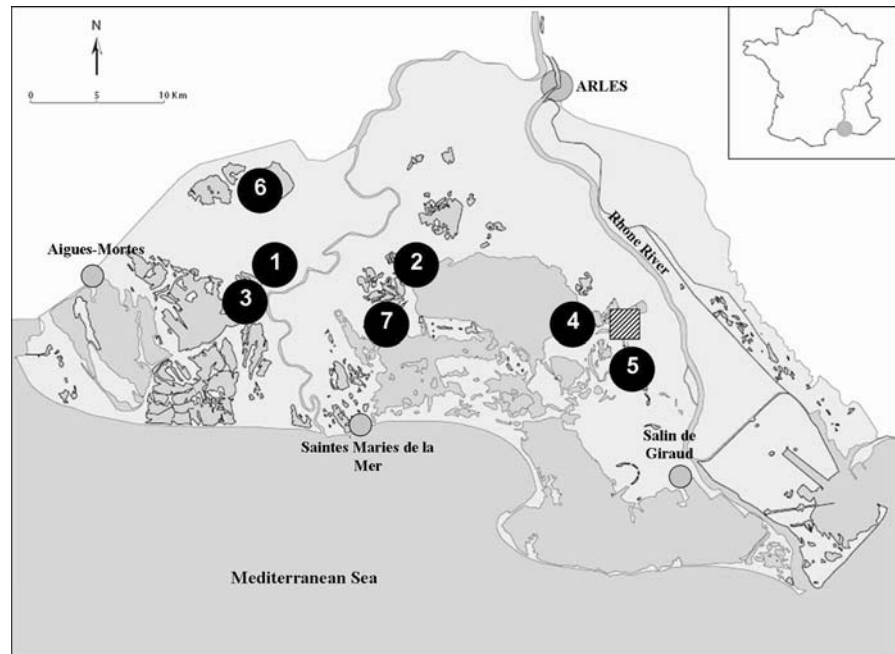 N
0 5 10 Km
ARLES
6
Rhone River
Aigues-Mortes
1
2
3
7
4
5
Saintes Maries de la
Mer
Salin de
Giraud
Mediterranean Sea